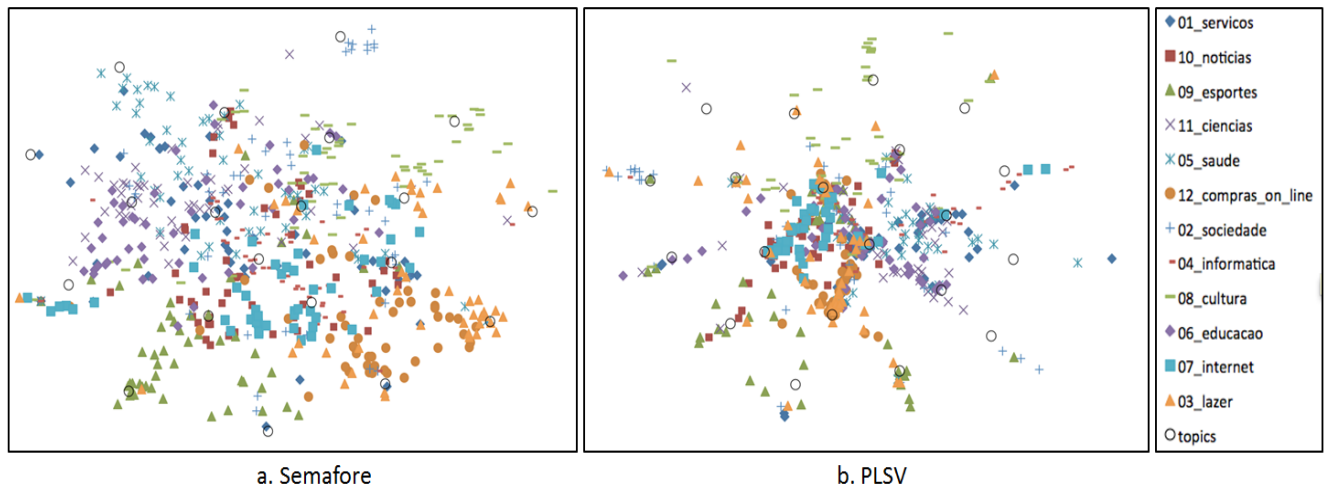 01_servicos
10_noticias
09_esportes
11_ciencias
05_saude
12_compras_on_line
02_sociedade
04_informatica
08_cultura
06_educacao
07_internet
03_lazer
topics
a. Semafore
b. PLSV